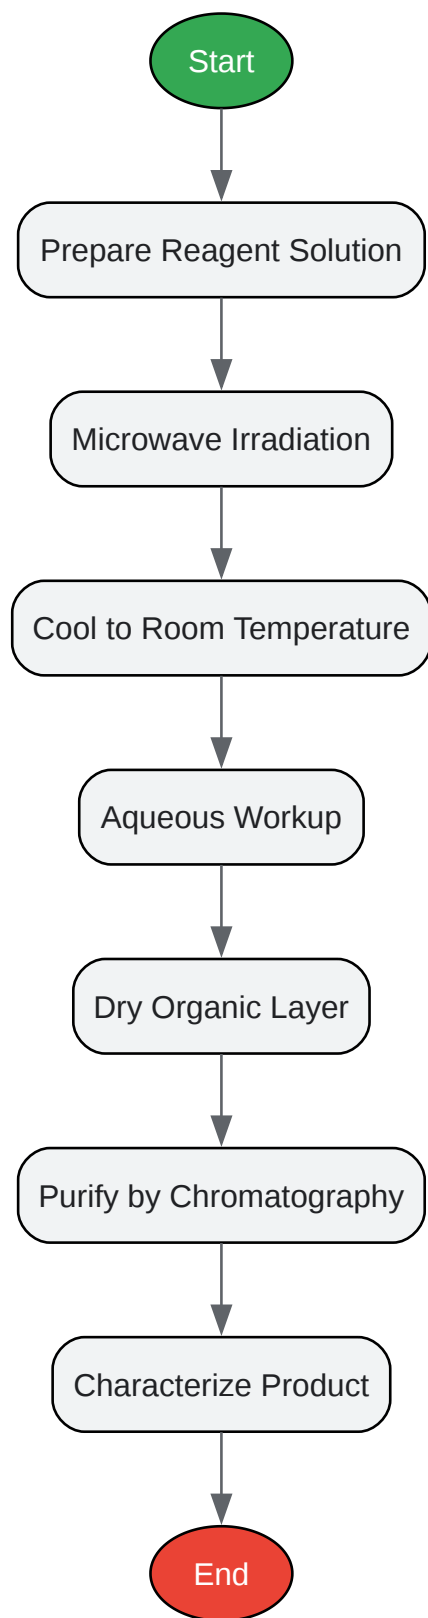 Start
Prepare Reagent Solution
Microwave Irradiation
Cool to Room Temperature
Aqueous Workup
Dry Organic Layer
Purify by Chromatography
Characterize Product
End